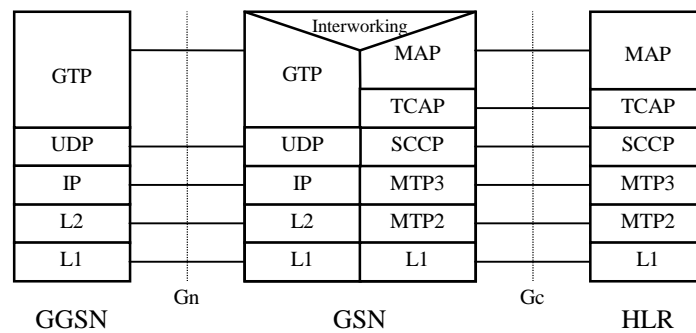 Interworking
GTP GTP MAP MAP
TCAP TCAP
UDP UDP SCCP SCCP
IP IP MTP3 MTP3
L2 L2 MTP2 MTP2
L1 L1 L1 L1
Gn Gc
GGSN GSN HLR